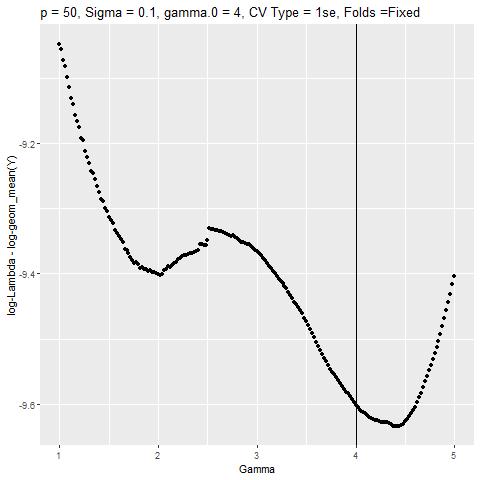 p = 50, Sigma = 0.1, gamma.0 = 4, CV Type = 1se, Folds =Fixed
log-Lambda - log-geom_mean(Y)
-9.2
-9.4
-9.6
1 2 3 4 5
Gamma